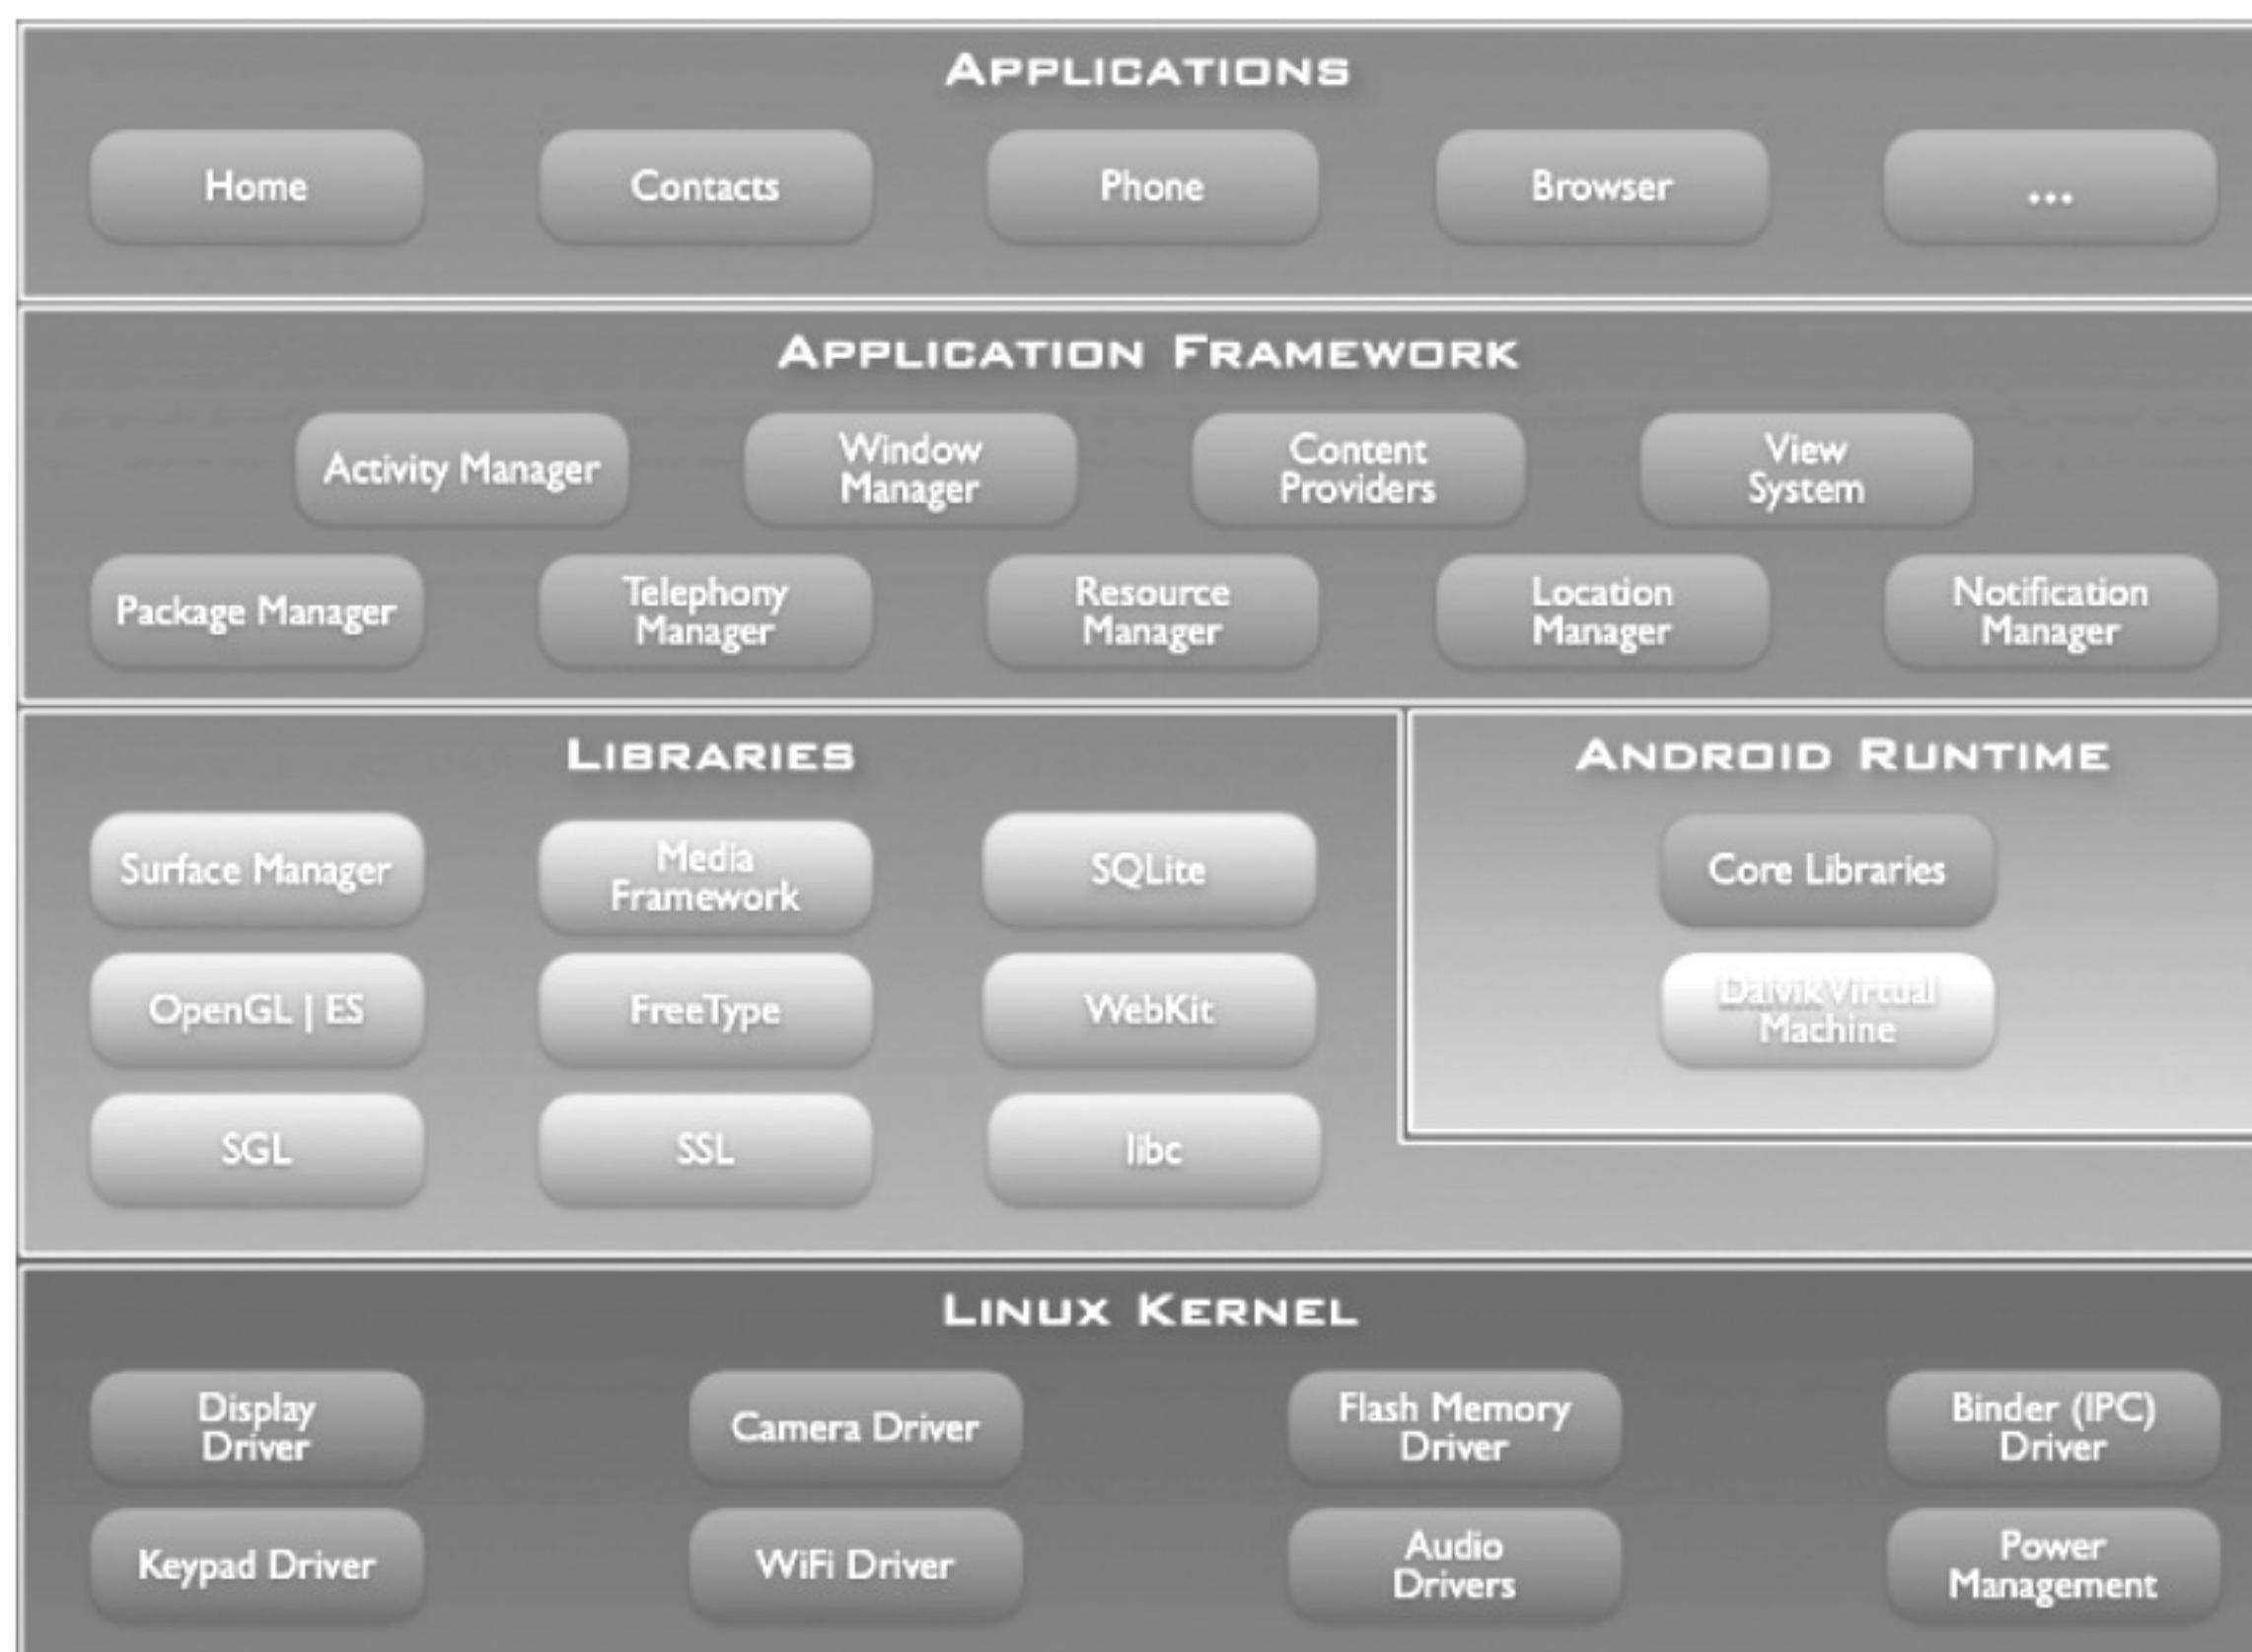 APPLICATIONS
Home
Contacts
Phone
Browser
...
APPLICATION FRAMEWORK
Activity Manager
Window
Manager
Content
Providers
View
System
Package Manager
Telephony
Manager
Resource
Manager
Location
Manager
Notification
Manager
LIBRARIES
Surface Manager
Media
Framework
SQLite
OpenGL | ES
FreeType
WebKit
SGL
SSL
libc
ANDROID RUNTIME
Core Libraries
Dalvik Virtual
Machine
LINUX KERNEL
Display
Driver
Camera Driver
Flash Memory
Driver
Binder (IPC)
Driver
Keypad Driver
WiFi Driver
Audio
Drivers
Power
Management